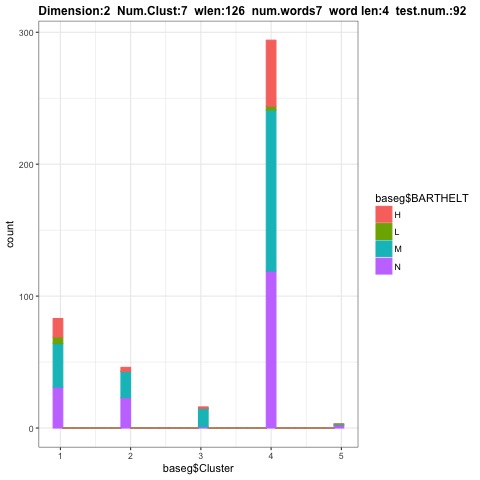 Dimension:2 Num.Clust:7 wlen:126 num.words7 word len:4 test.num.:92
300
200
100
0
count
1 2 3 4 5
baseg$Cluster
baseg$BARTHELT
H
L
M
N